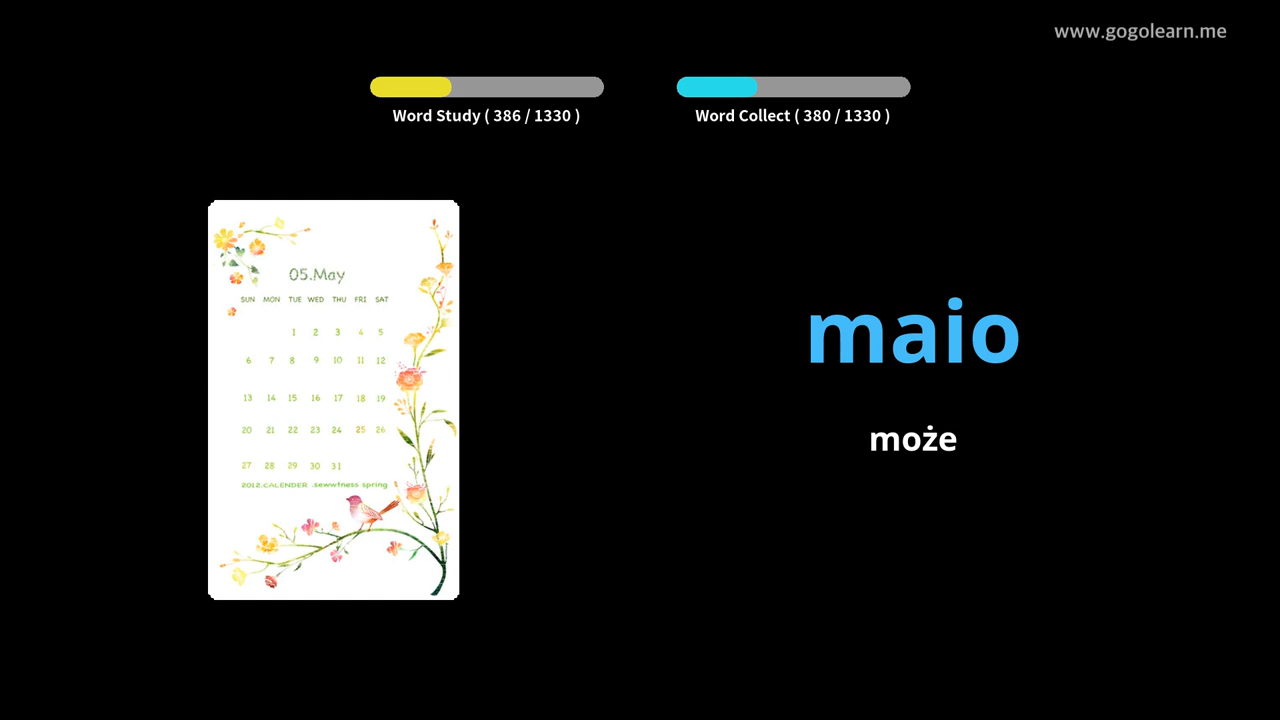 www.gogolearn.me
Word Study ( 386 / 1330 )
Word Collect ( 380 / 1330 )
05.May
SUN MON TUE WED THU FRI SAT
1 2 3 4 5
6 7 8 9 10 11 12
13 14 15 16 17 18 19
20 21 22 23 24 25 26
27 28 29 30 31
2012.CALENDER .sewwtness spring
maio
może